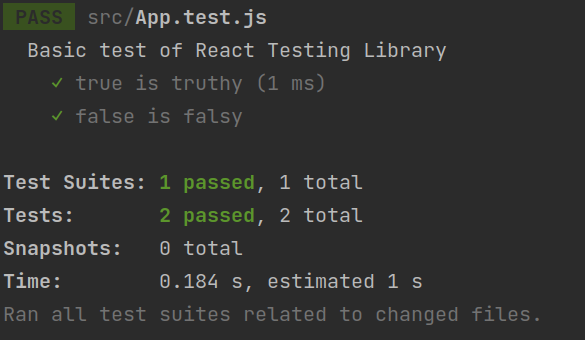 PASS src/App.test.js
Basic test of React Testing Library
✓ true is truthy (1 ms)
✓ false is falsy
Test Suites: 1 passed, 1 total
Tests: 2 passed, 2 total
Snapshots: 0 total
Time: 0.184 s, estimated 1 s
Ran all test suites related to changed files.